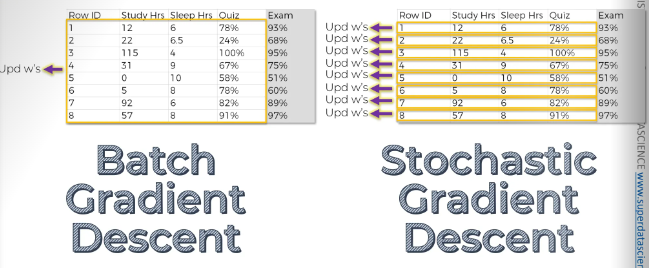 Row ID Study Hrs Sleep Hrs Quiz Exam
1 12 6 78% 93%
2 22 6.5 24% 68%
3 115 4 100% 95%
4 31 9 67% 75%
5 0 10 58% 51%
6 5 8 78% 60%
7 92 6 82% 89%
8 57 8 91% 97%
Upd w's
Batch
Gradient
Descent
Row ID Study Hrs Sleep Hrs Quiz Exam
Upd w's 1 12 6 78% 93%
Upd w's 2 22 6.5 24% 68%
Upd w's 3 115 4 100% 95%
Upd w's 4 31 9 67% 75%
Upd w's 5 0 10 58% 51%
Upd w's 6 5 8 78% 60%
Upd w's 7 92 6 82% 89%
Upd w's 8 57 8 91% 97%
Stochastic
Gradient
Descent
ASCIENCE www.superdatascien